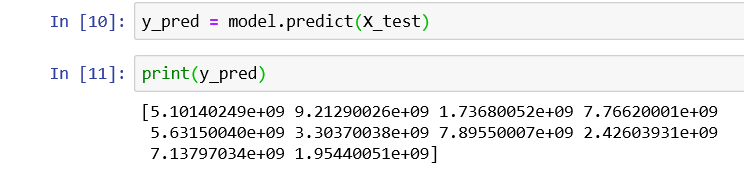 In [10]: y_pred = model.predict(X_test)
In [11]: print(y_pred)
[5.10140249e+09 9.21290026e+09 1.73680052e+09 7.76620001e+09
5.63150040e+09 3.30370038e+09 7.89550007e+09 2.42603931e+09
7.13797034e+09 1.95440051e+09]